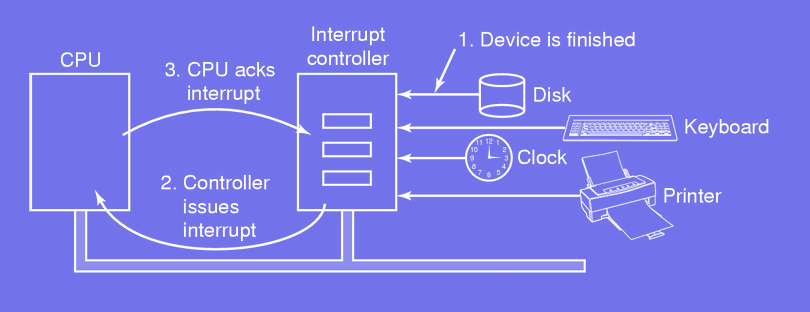 CPU
3. CPU acks
interrupt
Interrupt
controller
1. Device is finished
Disk
Keyboard
11 12 1
10 2
9 3
8 4
7 6 5
Clock
2. Controller
issues
interrupt
Printer